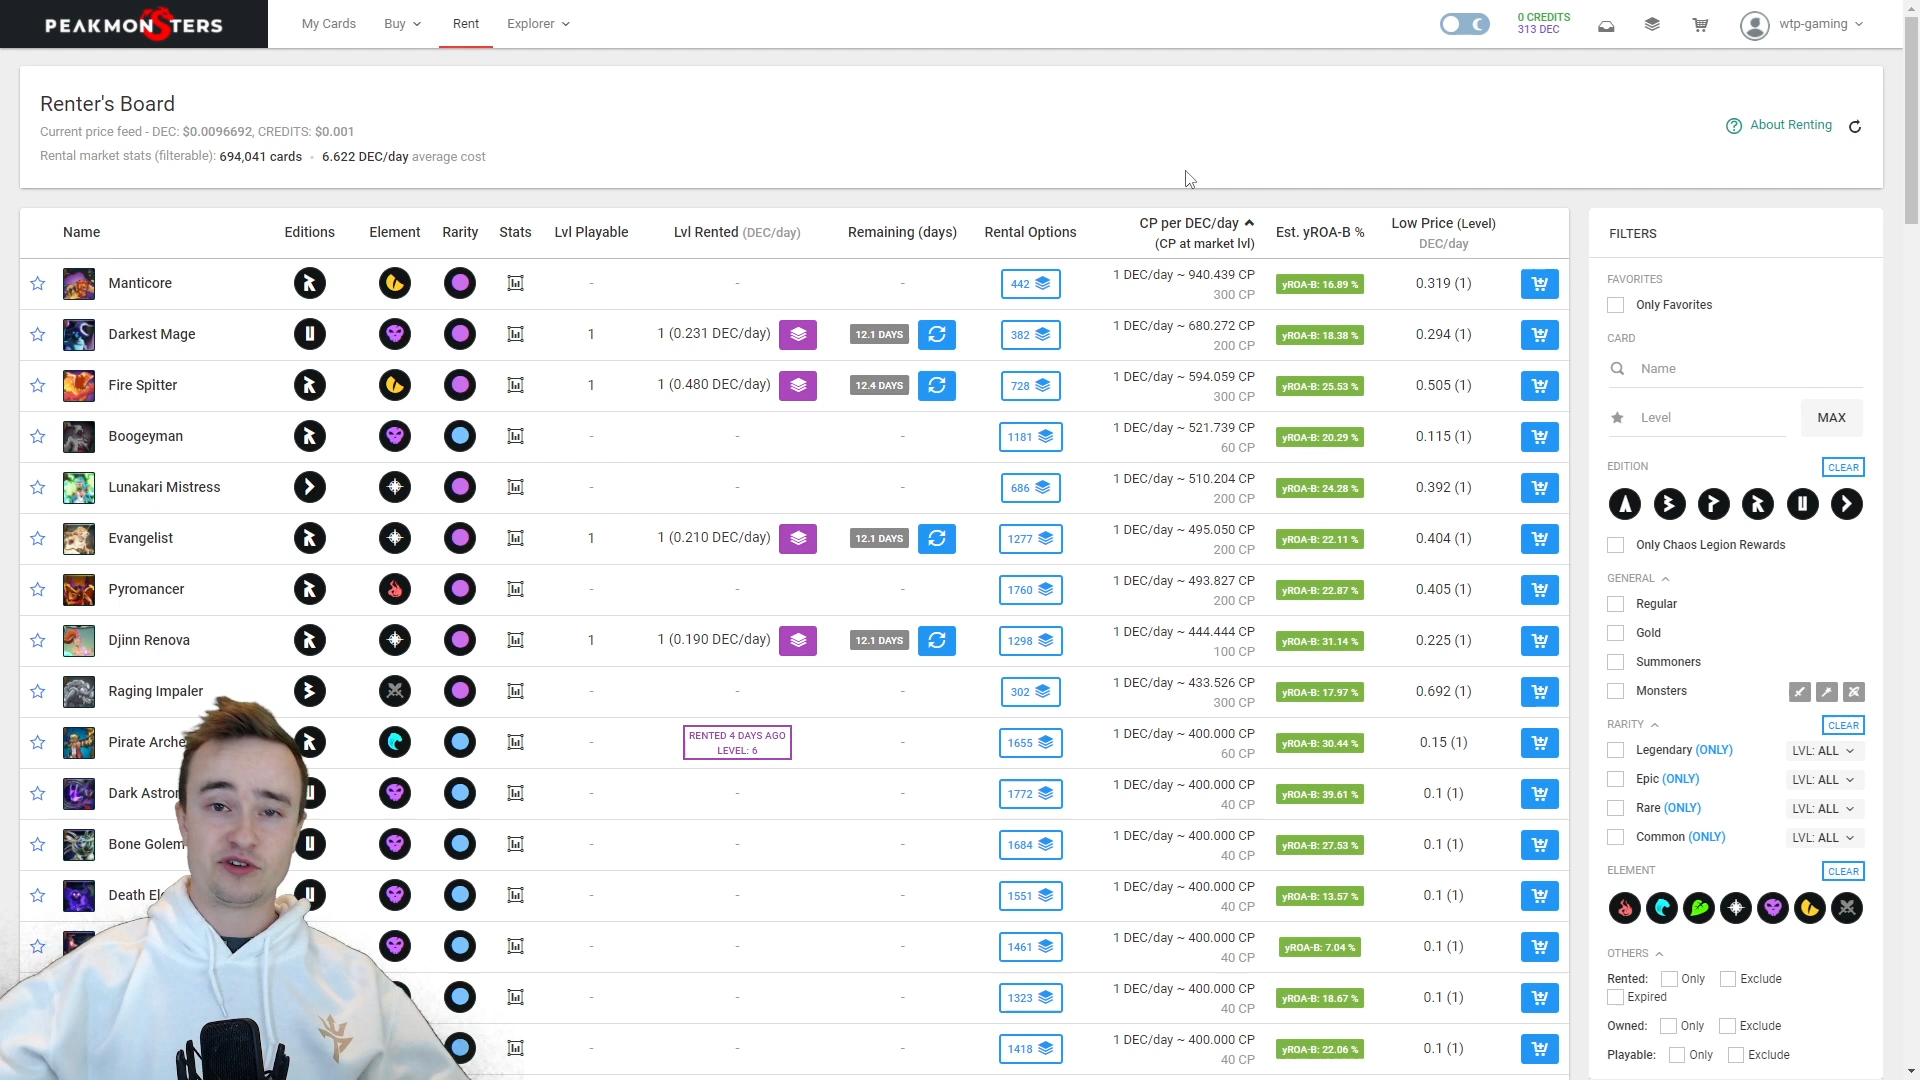 PEAKMONSTERS
My Cards
Buy
Rent
Explorer
0 CREDITS
313 DEC
wtp-gaming
Renter's Board
Current price feed - DEC: $0.0096692, CREDITS: $0.001
Rental market stats (filterable): 694,041 cards • 6.622 DEC/day average cost
About Renting
Name Editions Element Rarity Stats Lvl Playable Lvl Rented (DEC/day) Remaining (days) Rental Options CP per DEC/day (CP at market lvl) Est. yROA-B % Low Price (Level) DEC/day
Manticore - - - 442 1 DEC/day ~ 940.439 CP yROA-B: 16.89 % 0.319 (1)
300 CP
Darkest Mage 1 1 (0.231 DEC/day) 12.1 DAYS 382 1 DEC/day ~ 680.272 CP yROA-B: 18.38 % 0.294 (1)
200 CP
Fire Spitter 1 1 (0.480 DEC/day) 12.4 DAYS 728 1 DEC/day ~ 594.059 CP yROA-B: 25.53 % 0.505 (1)
300 CP
Boogeyman - - - 1181 1 DEC/day ~ 521.739 CP yROA-B: 20.29 % 0.115 (1)
60 CP
Lunakari Mistress - - - 686 1 DEC/day ~ 510.204 CP yROA-B: 24.28 % 0.392 (1)
200 CP
Evangelist 1 1 (0.210 DEC/day) 12.1 DAYS 1277 1 DEC/day ~ 495.050 CP yROA-B: 22.11 % 0.404 (1)
200 CP
Pyromancer - - - 1760 1 DEC/day ~ 493.827 CP yROA-B: 22.87 % 0.405 (1)
200 CP
Djinn Renova 1 1 (0.190 DEC/day) 12.1 DAYS 1298 1 DEC/day ~ 444.444 CP yROA-B: 31.14 % 0.225 (1)
100 CP
Raging Impaler - - - 302 1 DEC/day ~ 433.526 CP yROA-B: 17.97 % 0.692 (1)
300 CP
Pirate Arche - RENTED 4 DAYS AGO LEVEL: 6 - 1655 1 DEC/day ~ 400.000 CP yROA-B: 30.44 % 0.15 (1)
60 CP
Dark Astro - - - 1772 1 DEC/day ~ 400.000 CP yROA-B: 39.61 % 0.1 (1)
40 CP
Bone Golem - - - 1684 1 DEC/day ~ 400.000 CP yROA-B: 27.53 % 0.1 (1)
40 CP
Death El - - - 1551 1 DEC/day ~ 400.000 CP yROA-B: 13.57 % 0.1 (1)
40 CP
- - - 1461 1 DEC/day ~ 400.000 CP yROA-B: 7.04 % 0.1 (1)
40 CP
- - - 1323 1 DEC/day ~ 400.000 CP yROA-B: 18.67 % 0.1 (1)
40 CP
- - - 1418 1 DEC/day ~ 400.000 CP yROA-B: 22.06 % 0.1 (1)
40 CP
FILTERS
FAVORITES
Only Favorites
CARD
Name
Level MAX
EDITION CLEAR
Only Chaos Legion Rewards
GENERAL
Regular
Gold
Summoners
Monsters
RARITY CLEAR
Legendary (ONLY) LVL: ALL
Epic (ONLY) LVL: ALL
Rare (ONLY) LVL: ALL
Common (ONLY) LVL: ALL
ELEMENT CLEAR
OTHERS
Rented: Only Exclude
Expired
Owned: Only Exclude
Playable: Only Exclude